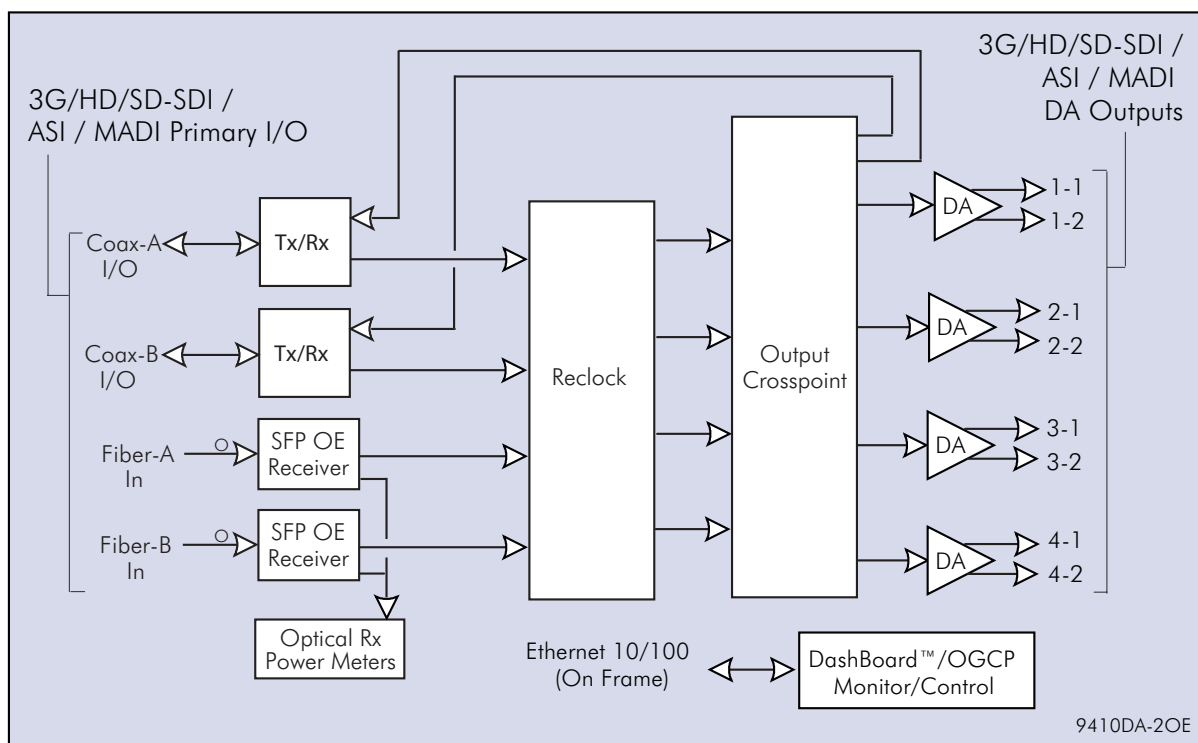 3G/HD/SD-SDI /
ASI / MADI Primary I/O
3G/HD/SD-SDI /
ASI / MADI
DA Outputs
Coax-A
I/O
Tx/Rx
Coax-B
I/O
Tx/Rx
Fiber-A
In
SFP OE
Receiver
Fiber-B
In
SFP OE
Receiver
Optical Rx
Power Meters
Reclock
Output
Crosspoint
DA
1-1
1-2
DA
2-1
2-2
DA
3-1
3-2
DA
4-1
4-2
Ethernet 10/100
(On Frame)
DashBoard™/OGCP
Monitor/Control
9410DA-2OE